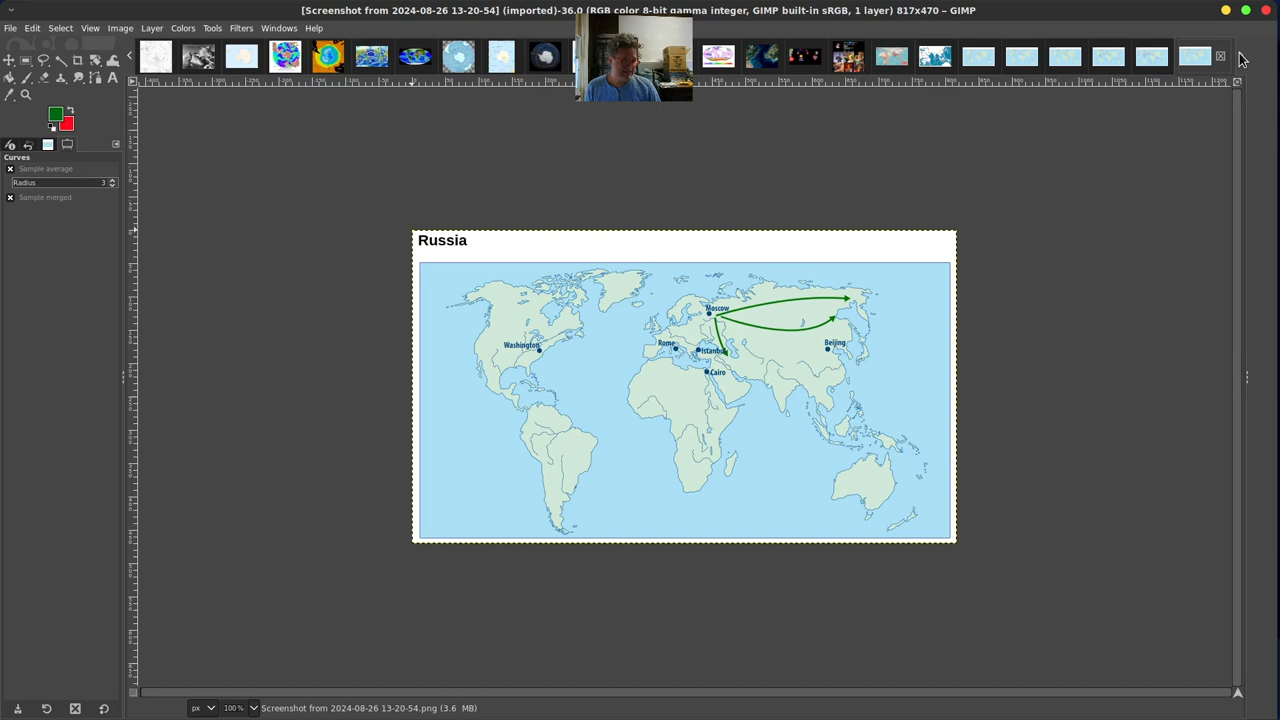 [Screenshot from 2024-08-26 13-20-54] (imported)-36.0 (RGB color 8-bit gamma integer, GIMP built-in sRGB, 1 layer) 817x470 – GIMP
File Edit Select View Image Layer Colors Tools Filters Windows Help
Curves
Sample average
Radius 3
Sample merged
Russia
Moscow
Washington
Rome
Istanbul
Beijing
Cairo
px 100% Screenshot from 2024-08-26 13-20-54.png (3.6 MB)